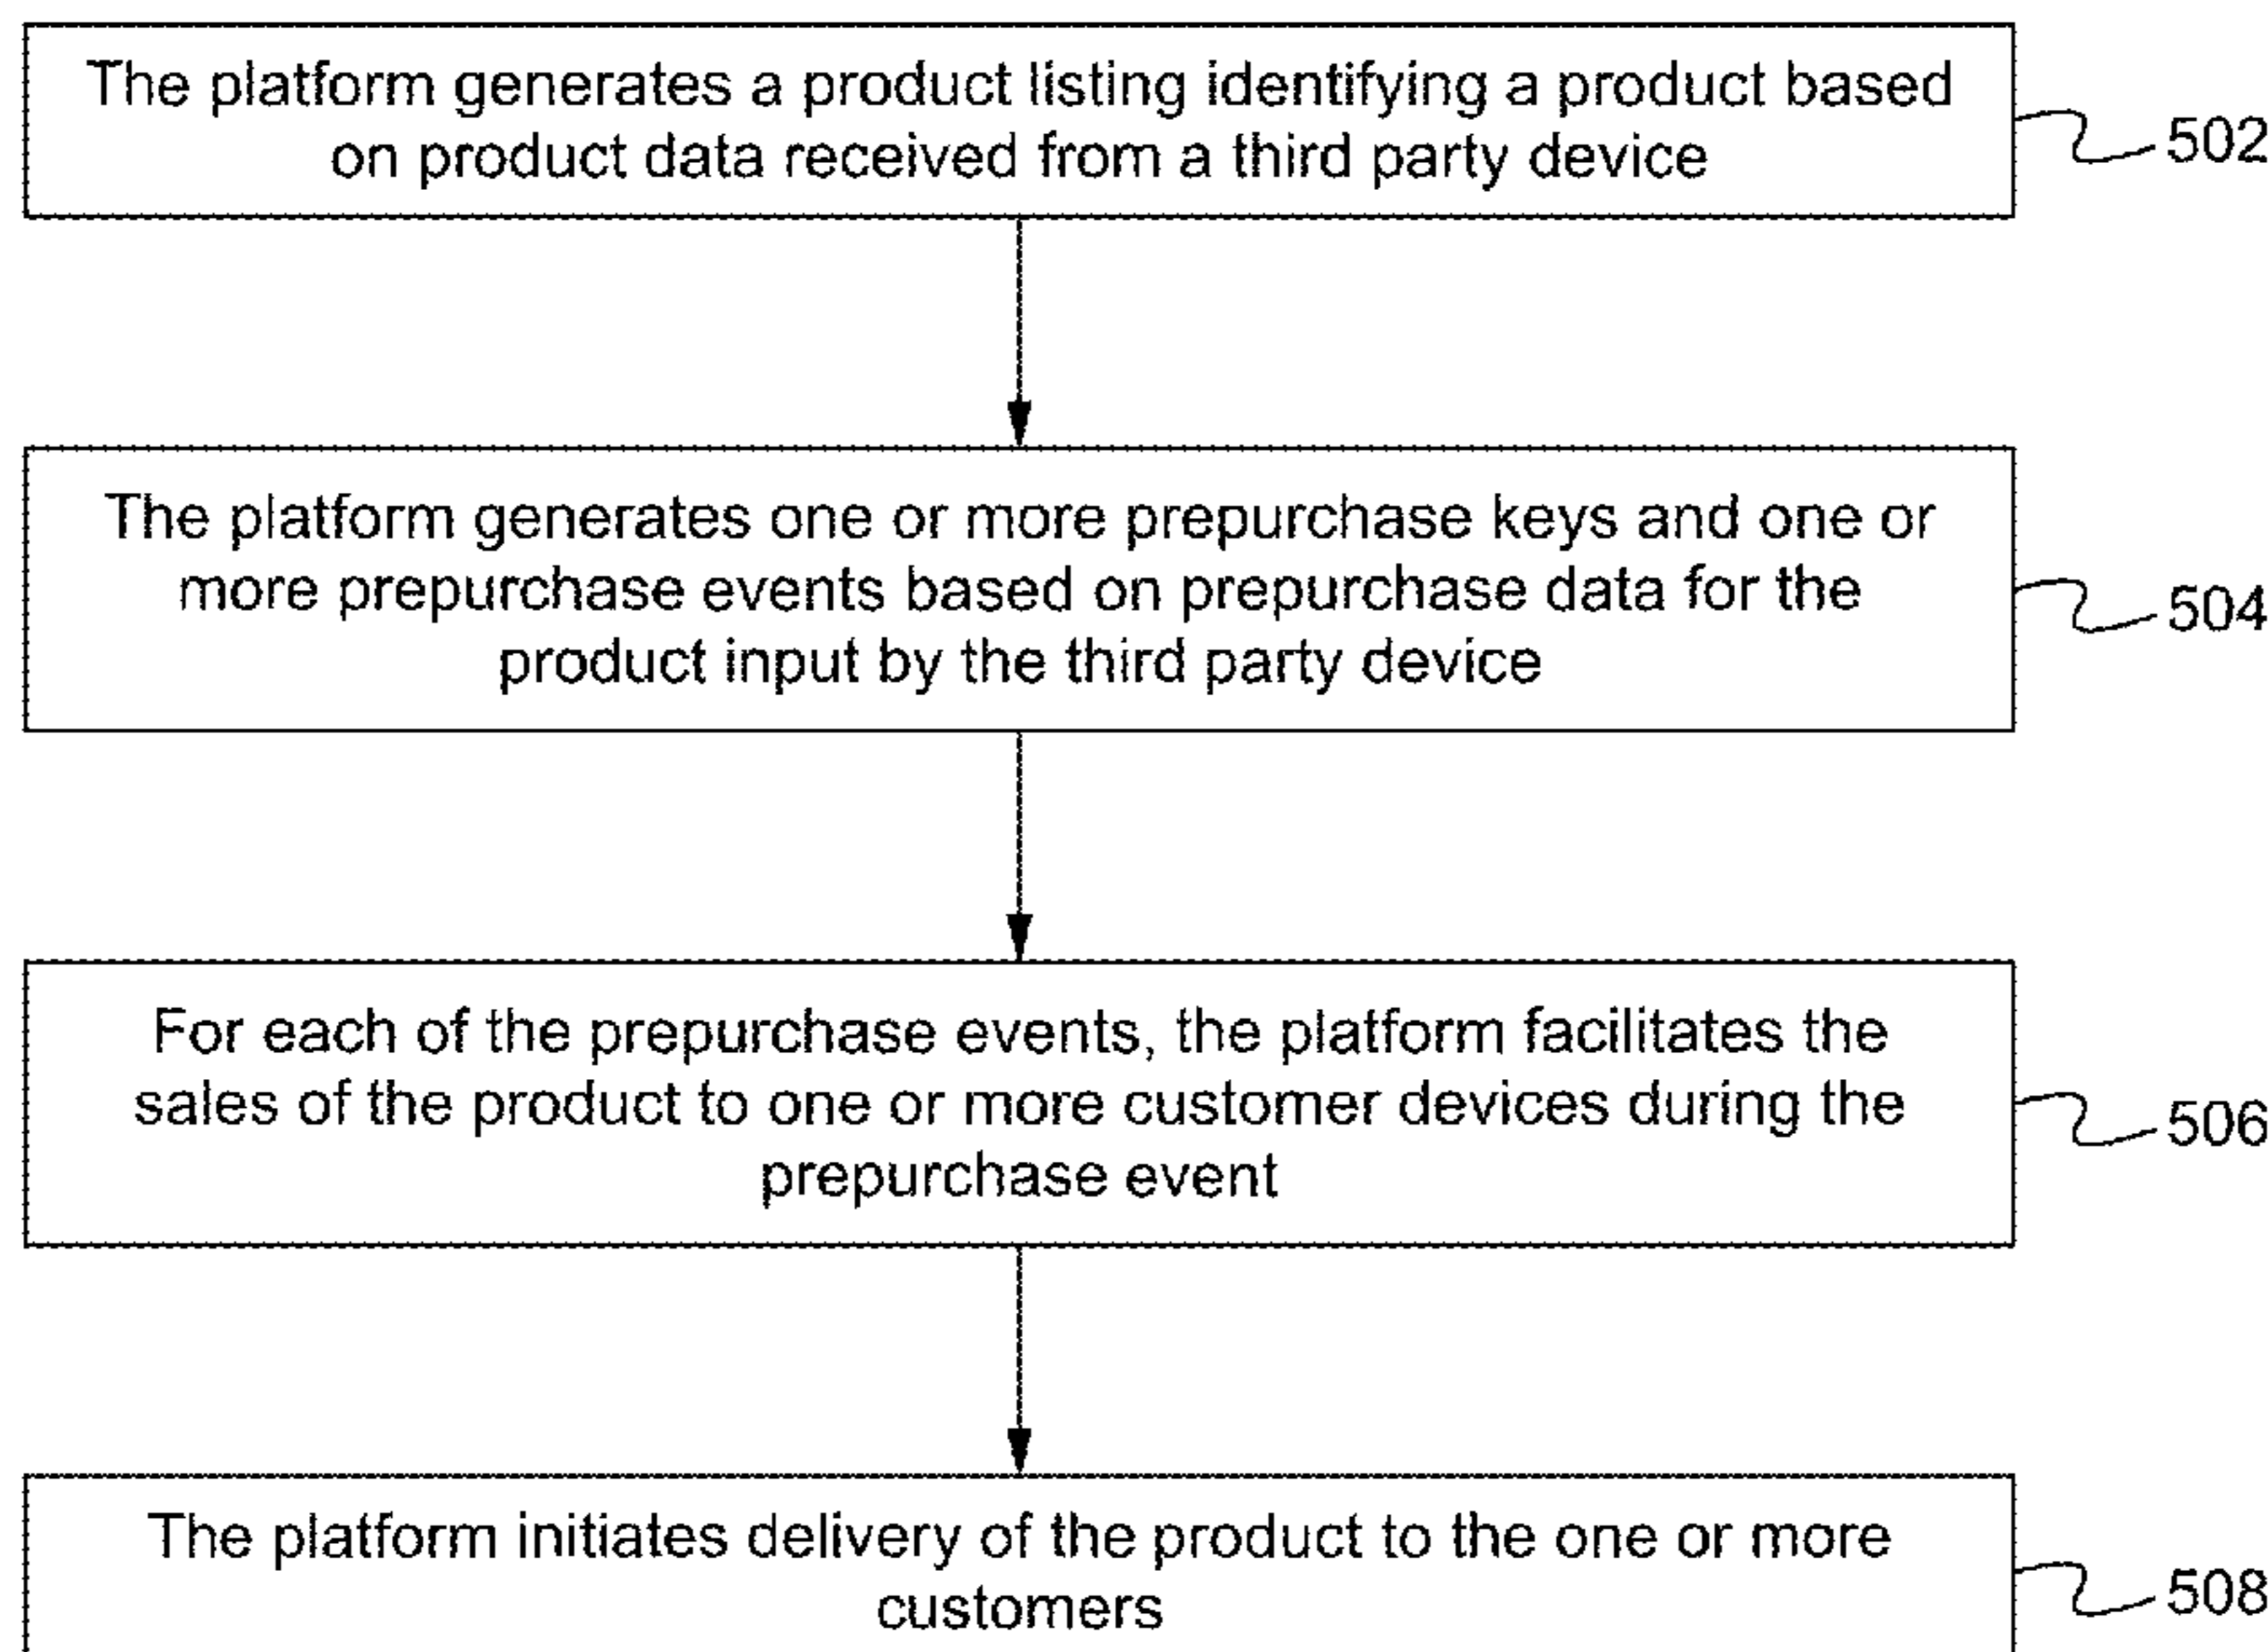 The platform generates a product listing identifying a product based
on product data received from a third party device
502
The platform generates one or more prepurchase keys and one or
more prepurchase events based on prepurchase data for the
product input by the third party device
504
For each of the prepurchase events, the platform facilitates the
sales of the product to one or more customer devices during the
prepurchase event
506
The platform initiates delivery of the product to the one or more
customers
508